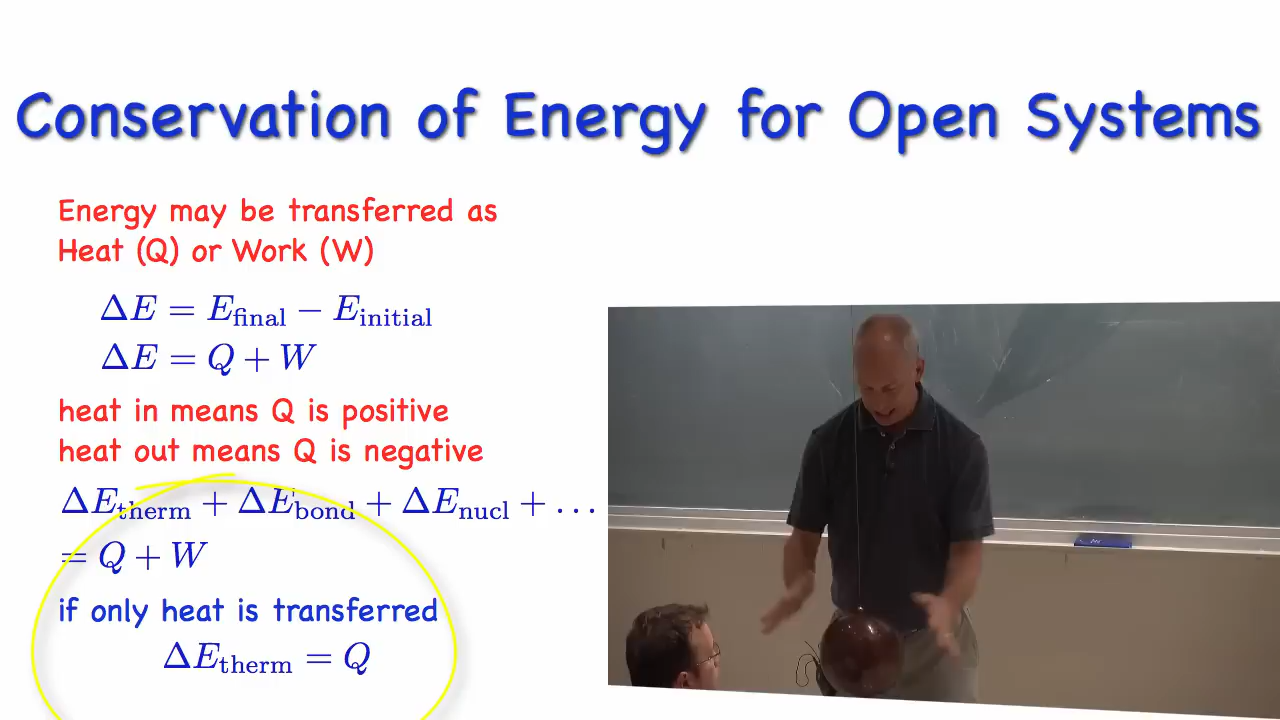 Conservation of Energy for Open Systems
Energy may be transferred as
Heat (Q) or Work (W)
ΔE = E_final − E_initial
ΔE = Q + W
heat in means Q is positive
heat out means Q is negative
ΔE_therm + ΔE_bond + ΔE_nucl + ...
= Q + W
if only heat is transferred
ΔE_therm = Q